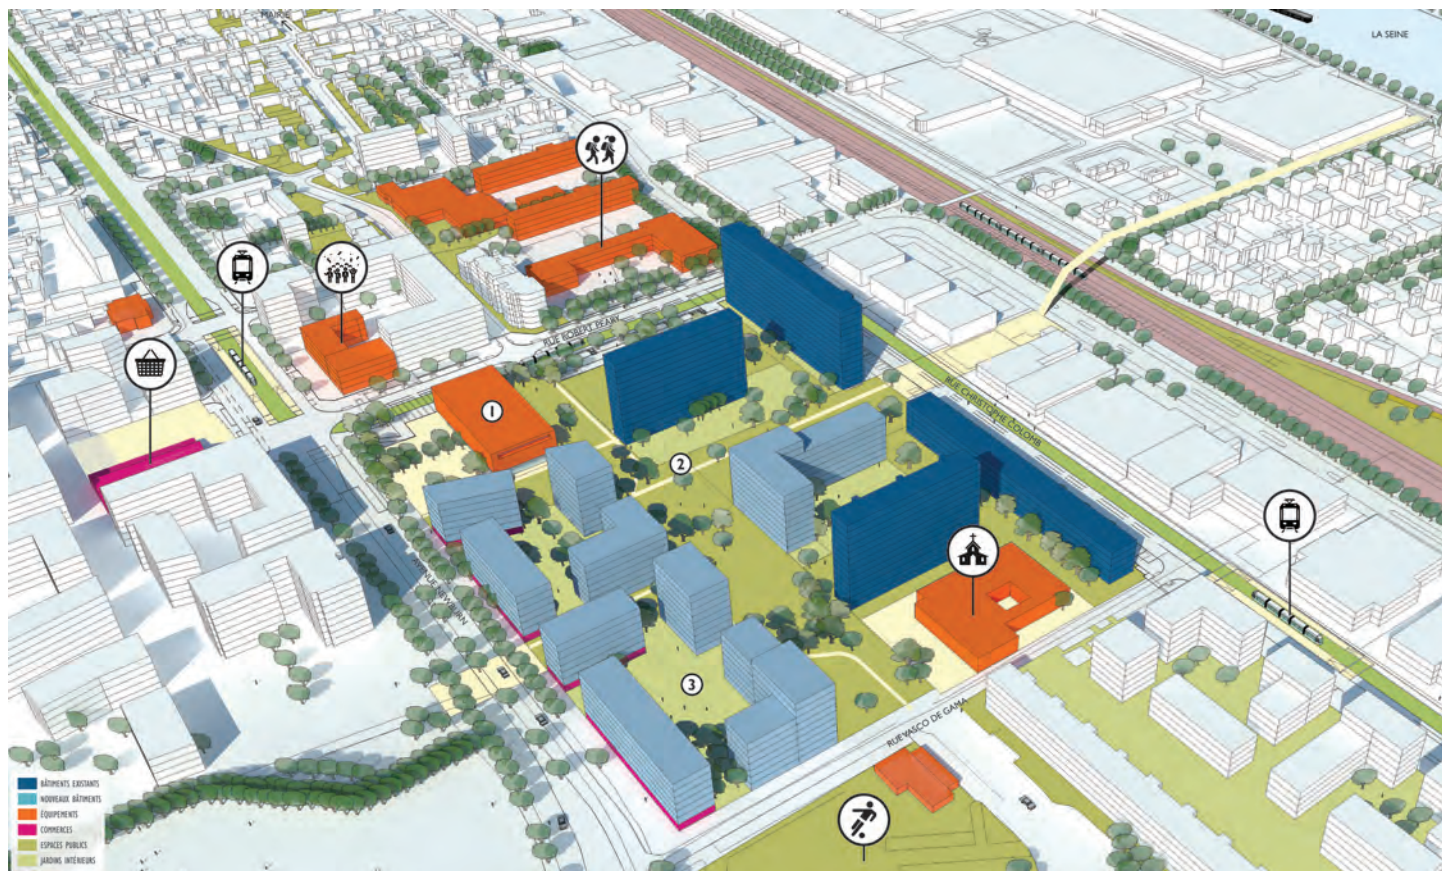 MAIRIE
LA SEINE
RUE ROBERT PEARY
RUE CHRISTOPHE COLOMB
1
2
3
RUE VASCO DE GAMA
BÂTIMENTS EXISTANTS
NOUVEAUX BÂTIMENTS
ÉQUIPEMENTS
COMMERCES
ESPACES PUBLICS
JARDINS INTÉRIEURS